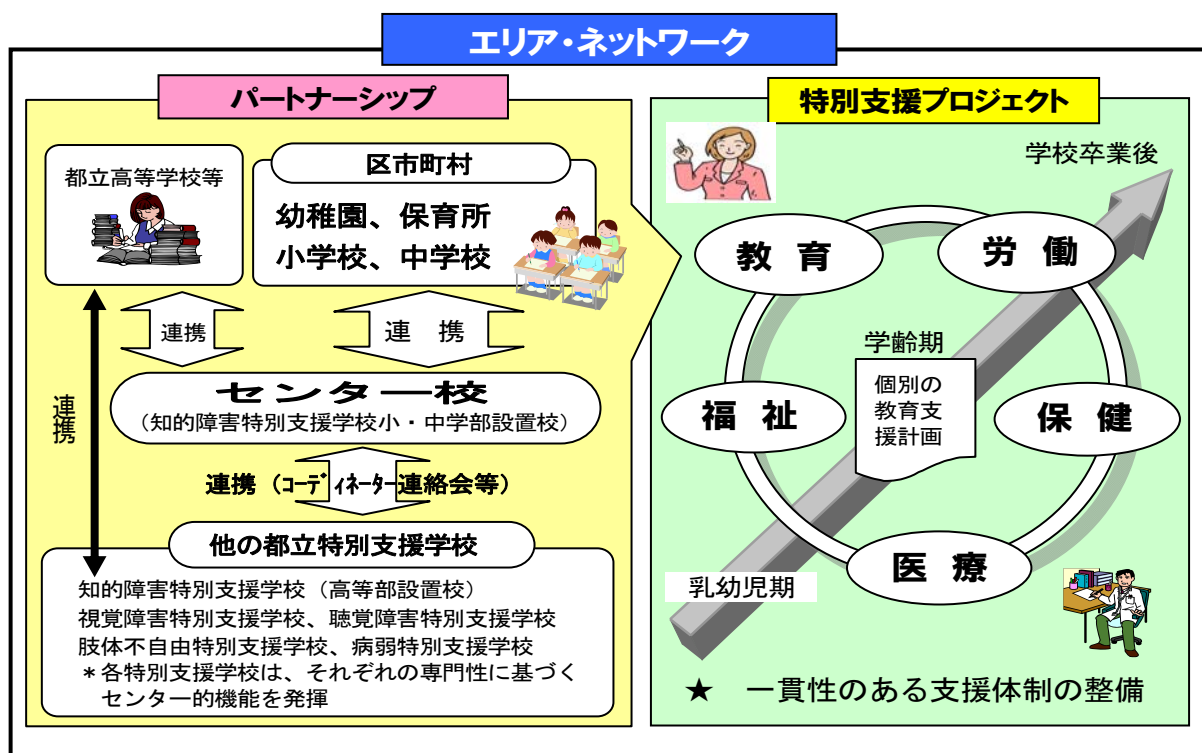 エリア・ネットワーク
パートナーシップ
都立高等学校等
区市町村
幼稚園、保育所
小学校、中学校
連携
連　携
連携
センター校
（知的障害特別支援学校小・中学部設置校）
連携（ｺｰﾃﾞｨﾈｰﾀｰ連絡会等）
他の都立特別支援学校
知的障害特別支援学校（高等部設置校）
視覚障害特別支援学校、聴覚障害特別支援学校
肢体不自由特別支援学校、病弱特別支援学校
＊各特別支援学校は、それぞれの専門性に基づく
センター的機能を発揮
特別支援プロジェクト
学校卒業後
教 育
労 働
学齢期
個別の
教育支
援計画
福 祉
保 健
医 療
乳幼児期
★　一貫性のある支援体制の整備